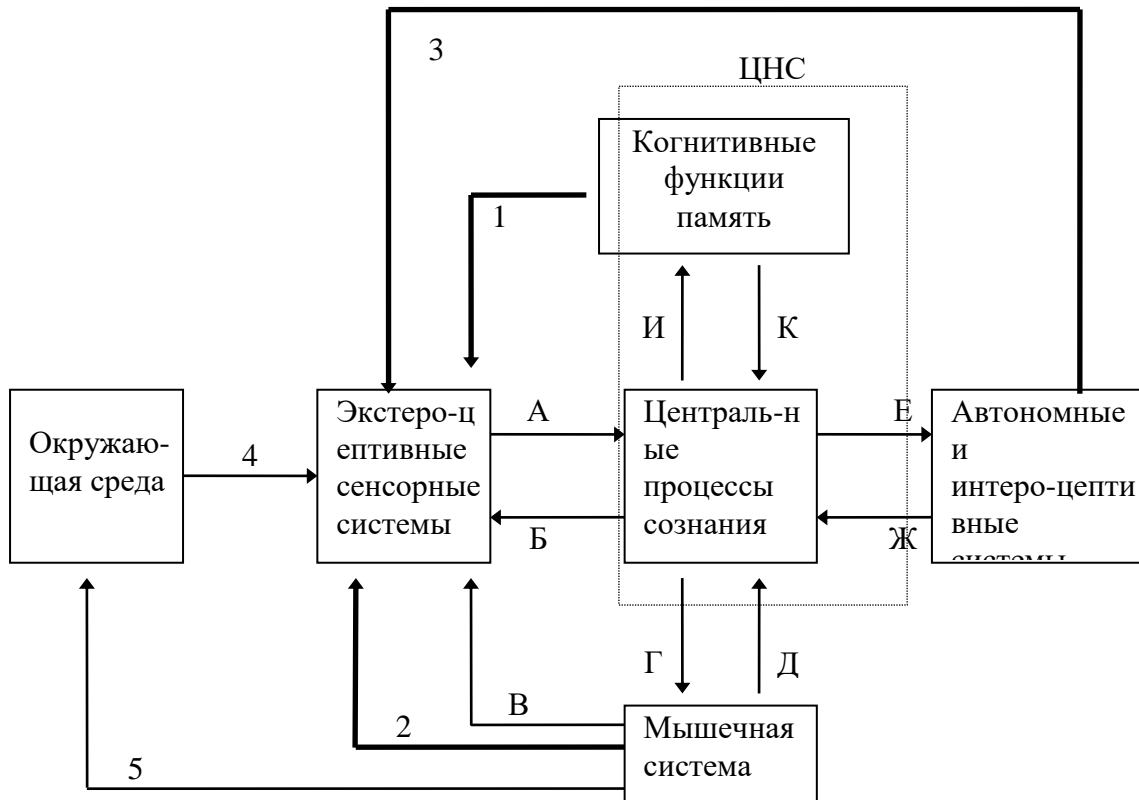 3
ЦНС
Когнитивные
функции
память
1
И
К
Окружаю-
щая среда
4
Экстеро-ц
ептивные
сенсорные
системы
А
Б
Централь-н
ые
процессы
сознания
Е
Ж
Автономные
и
интеро-цепти
вные
системы
Г
Д
В
2
5
Мышечная
система